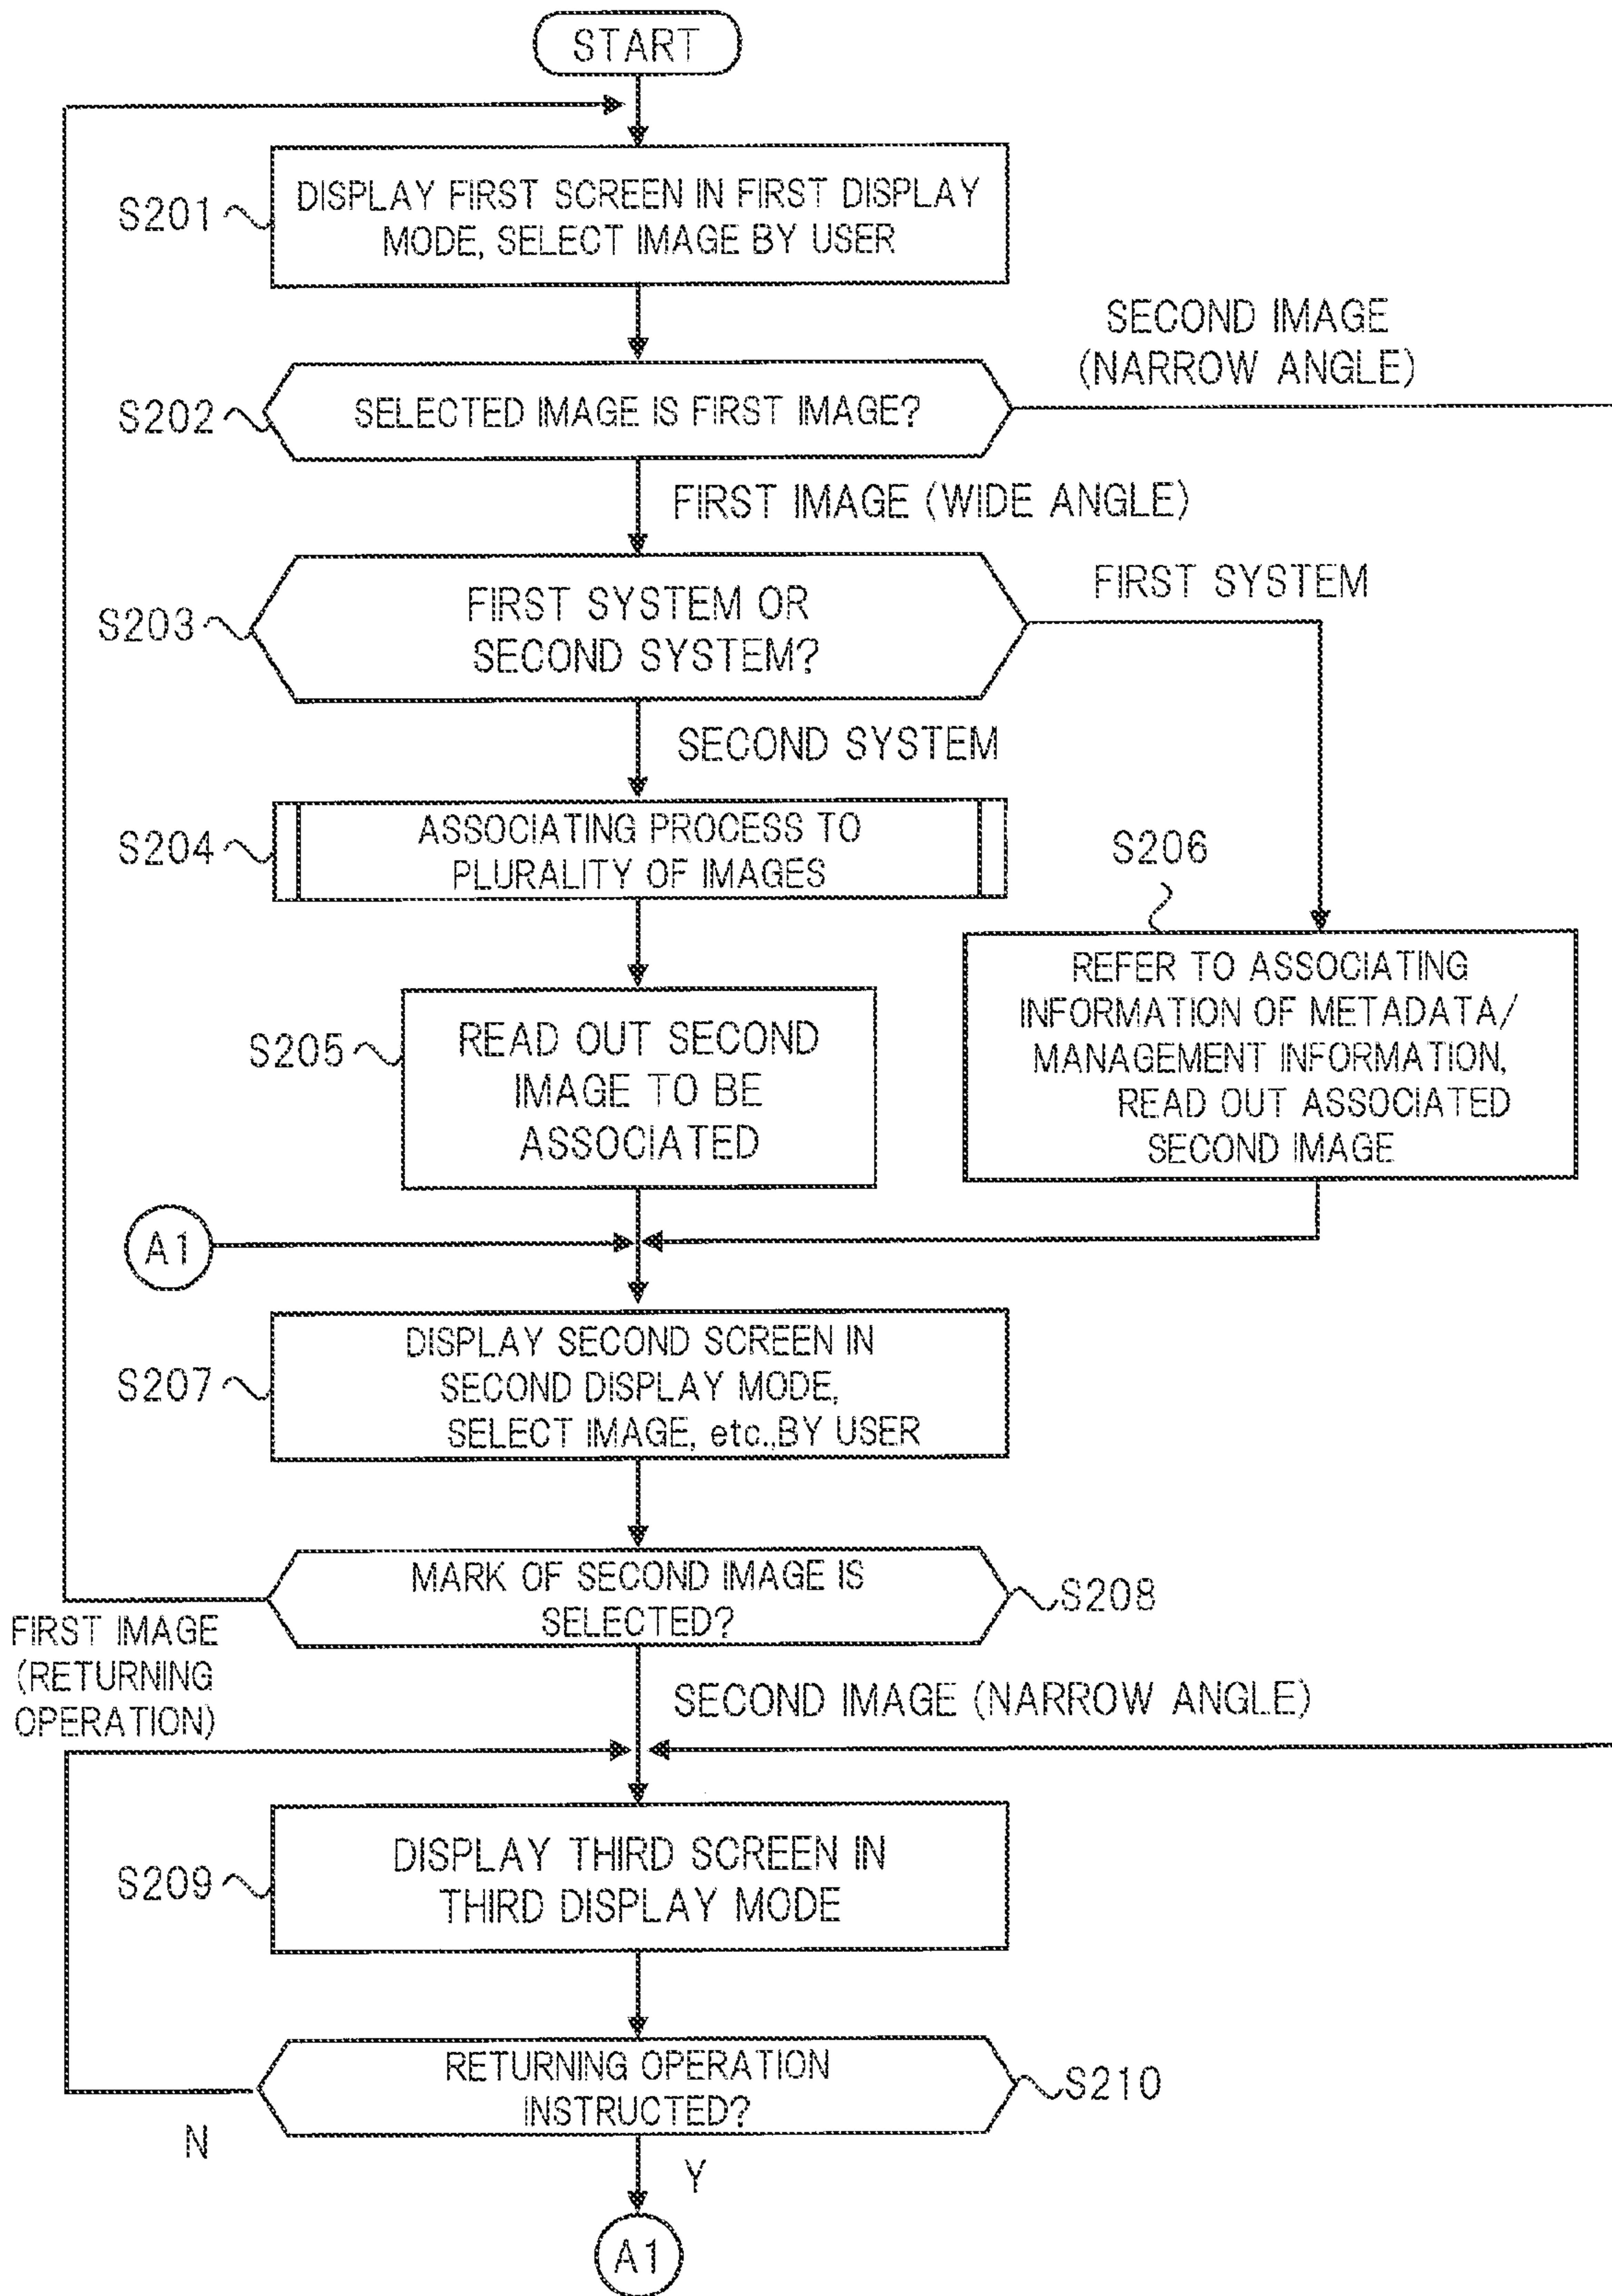 START
S201
DISPLAY FIRST SCREEN IN FIRST DISPLAY
MODE, SELECT IMAGE BY USER
SECOND IMAGE
(NARROW ANGLE)
S202
SELECTED IMAGE IS FIRST IMAGE?
FIRST IMAGE (WIDE ANGLE)
S203
FIRST SYSTEM OR
SECOND SYSTEM?
FIRST SYSTEM
SECOND SYSTEM
S204
ASSOCIATING PROCESS TO
PLURALITY OF IMAGES
S206
REFER TO ASSOCIATING
INFORMATION OF METADATA/
MANAGEMENT INFORMATION,
READ OUT ASSOCIATED
SECOND IMAGE
S205
READ OUT SECOND
IMAGE TO BE
ASSOCIATED
A1
S207
DISPLAY SECOND SCREEN IN
SECOND DISPLAY MODE,
SELECT IMAGE, etc.,BY USER
MARK OF SECOND IMAGE IS
SELECTED?
S208
FIRST IMAGE
(RETURNING
OPERATION)
SECOND IMAGE (NARROW ANGLE)
S209
DISPLAY THIRD SCREEN IN
THIRD DISPLAY MODE
RETURNING OPERATION
INSTRUCTED?
S210
N
Y
A1